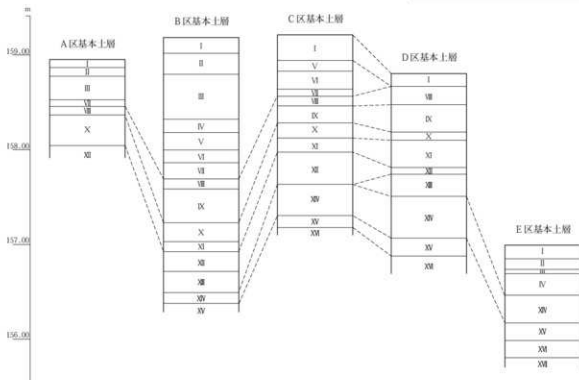 m
159.00
158.00
157.00
156.00
A区基本土層
Ⅰ
Ⅱ
Ⅲ
Ⅶ
Ⅷ
Ⅹ
Ⅻ
B区基本土層
Ⅰ
Ⅱ
Ⅲ
Ⅳ
Ⅴ
Ⅵ
Ⅶ
Ⅷ
Ⅸ
Ⅹ
Ⅺ
Ⅻ
XIII
XIV
XV
C区基本土層
Ⅰ
Ⅴ
Ⅵ
Ⅶ
Ⅷ
Ⅸ
Ⅹ
Ⅺ
Ⅻ
XIV
XV
XVI
D区基本土層
Ⅰ
Ⅷ
Ⅸ
Ⅹ
Ⅺ
Ⅻ
XIII
XIV
XV
XVI
E区基本土層
Ⅰ
Ⅱ
Ⅲ
Ⅳ
XIV
XV
XVI
XVII